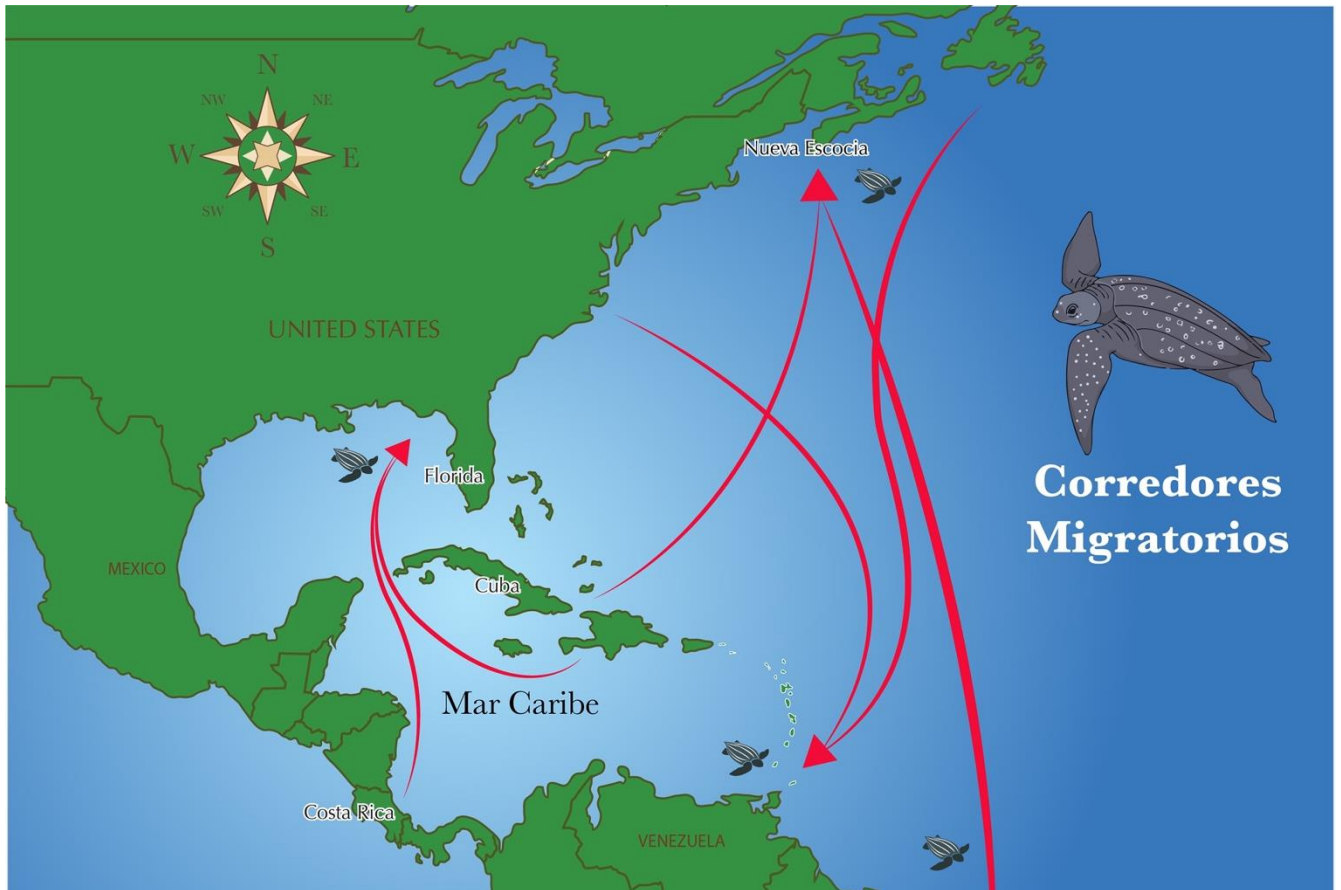 N
NW
NE
W
E
SW
SE
S
Nueva Escocia
UNITED STATES
Florida
Corredores
Migratorios
MEXICO
Cuba
Mar Caribe
Costa Rica
VENEZUELA